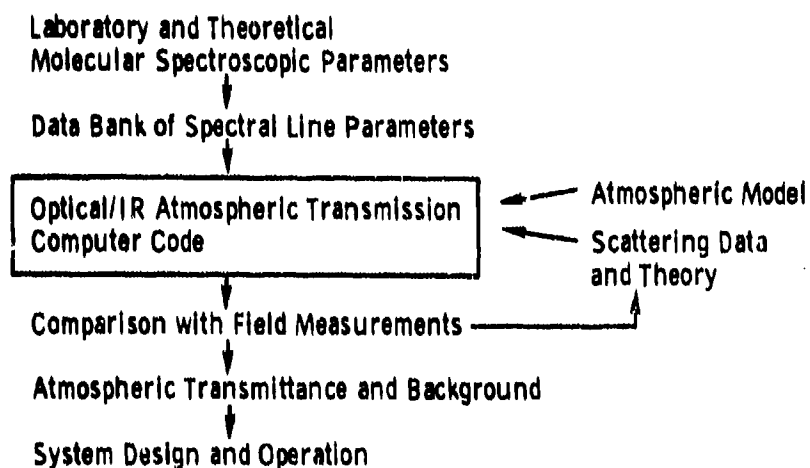 Laboratory and Theoretical
Molecular Spectroscopic Parameters
Data Bank of Spectral Line Parameters
Optical/IR Atmospheric Transmission
Computer Code
Atmospheric Model
Scattering Data
and Theory
Comparison with Field Measurements
Atmospheric Transmittance and Background
System Design and Operation